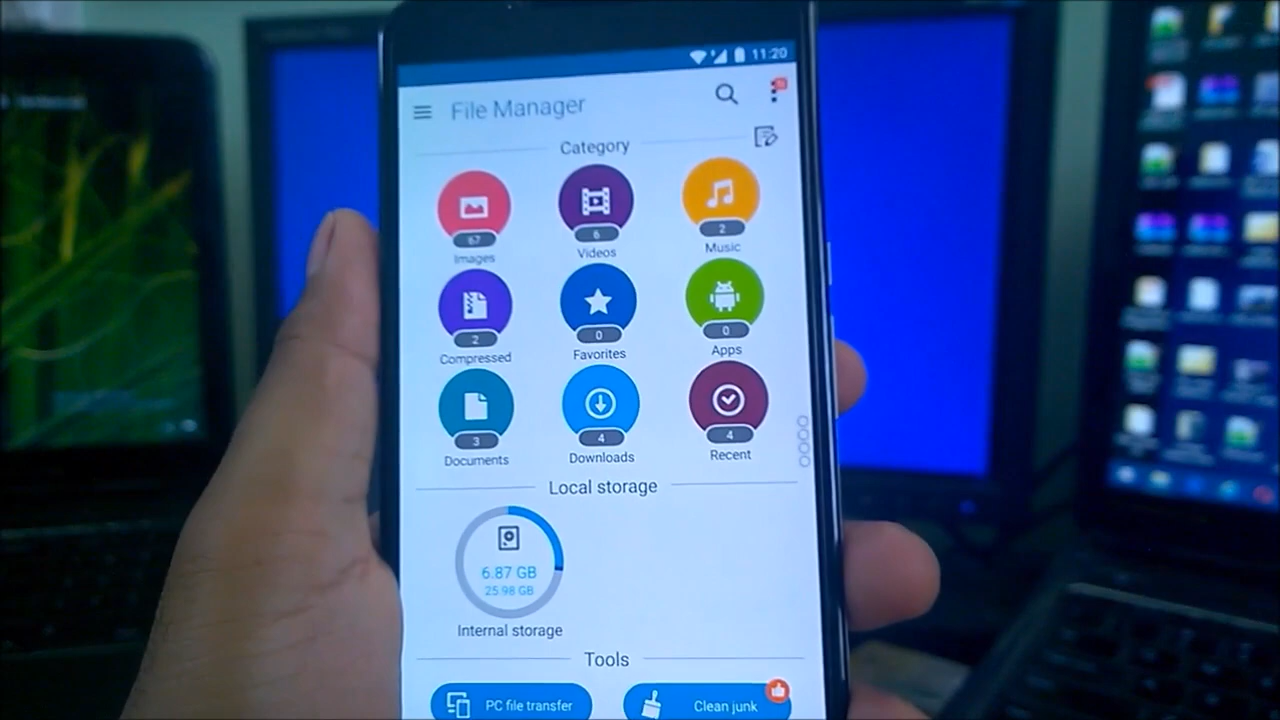 11:20
File Manager
Category
67
6
2
Images
Videos
Music
2
0
0
Compressed
Favorites
Apps
3
4
4
Documents
Downloads
Recent
Local storage
6.87 GB
25.98 GB
Internal storage
Tools
PC file transfer
Clean junk